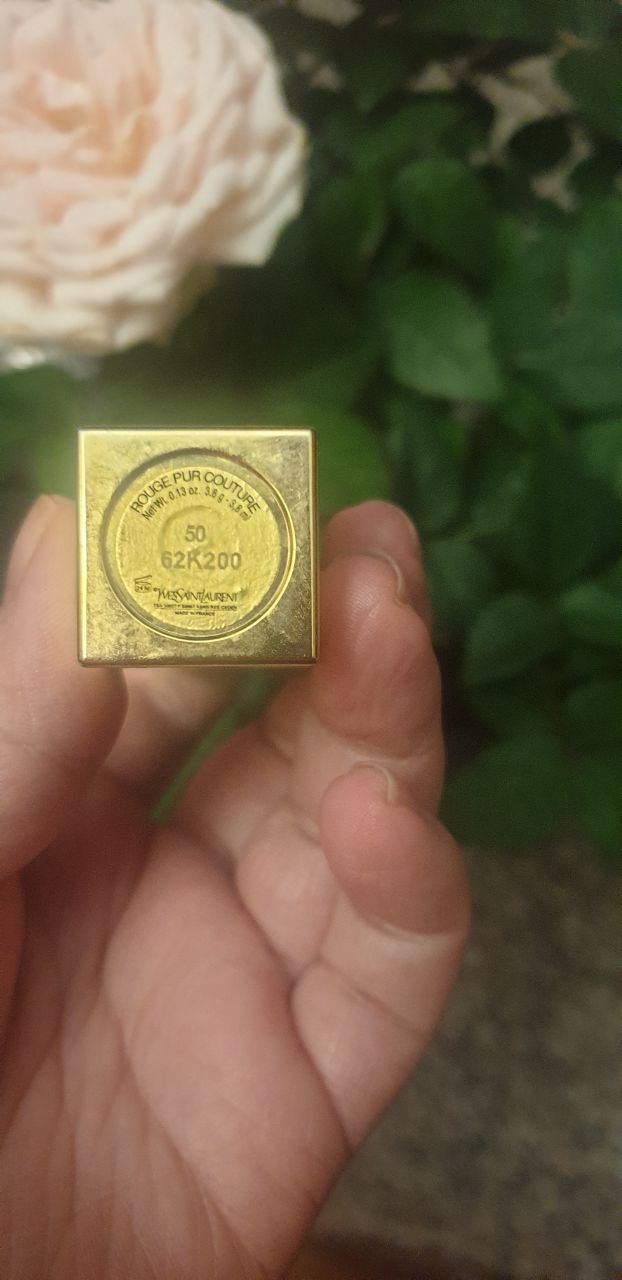 ROUGE PUR COUTURE
Net Wt. 0.13 oz. 3.8 g - 3.8 ml
50
62K200
24 M
YVESSAINTLAURENT
MADE IN FRANCE